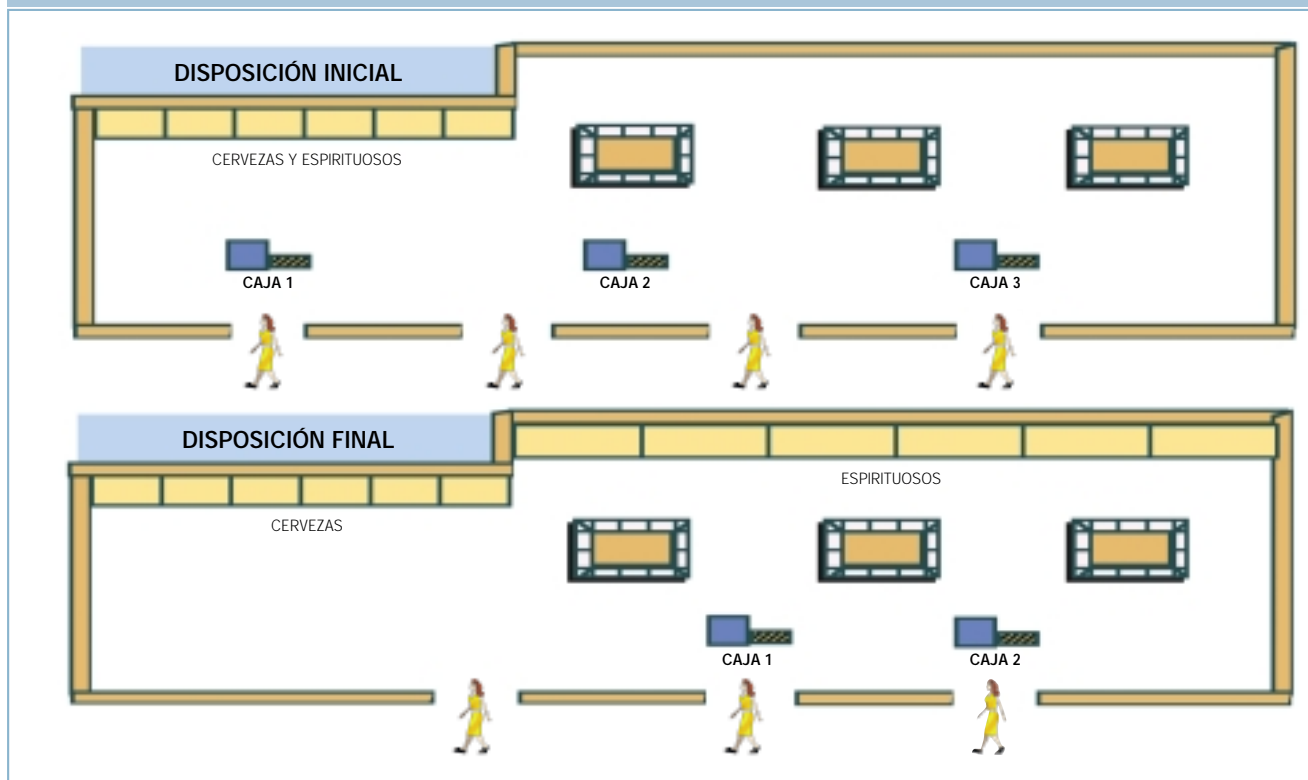 DISPOSICIÓN INICIAL
CERVEZAS Y ESPIRITUOSOS
CAJA 1
CAJA 2
CAJA 3
DISPOSICIÓN FINAL
ESPIRITUOSOS
CERVEZAS
CAJA 1
CAJA 2